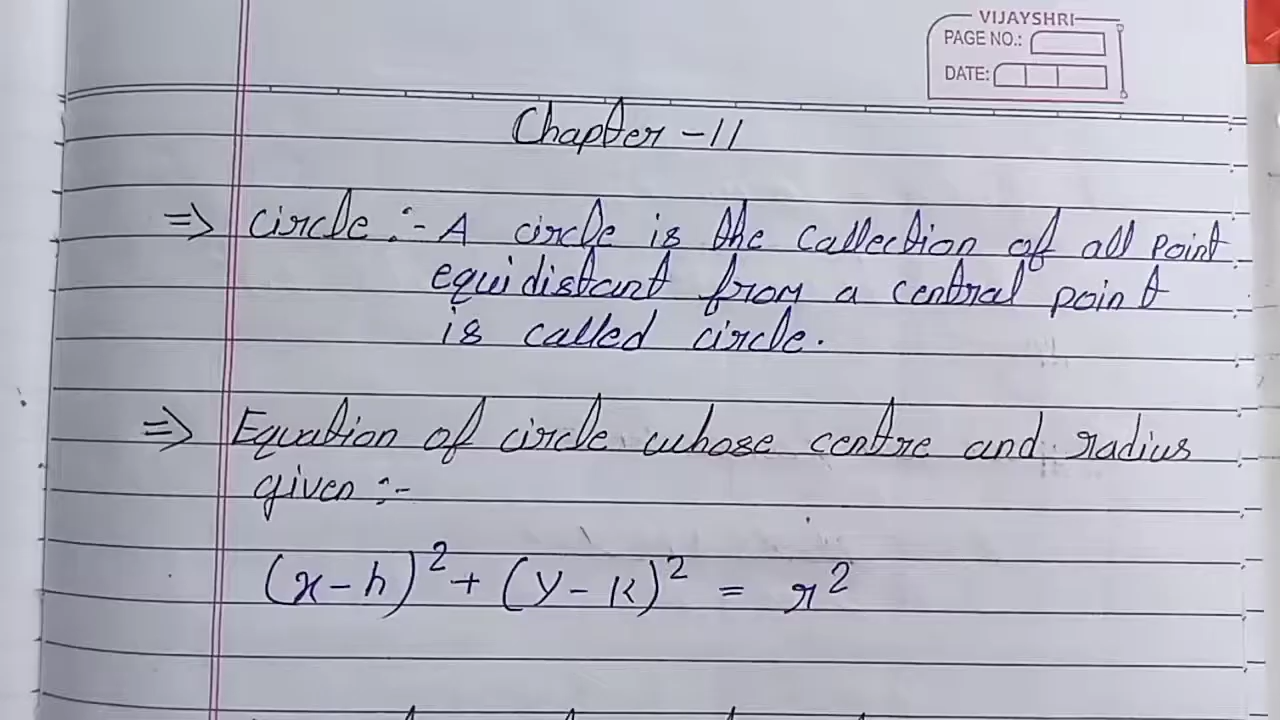 VIJAYSHRI
PAGE NO.:
DATE:
Chapter - 11
⇒ circle :- A circle is the callection of all point
equidistant from a central point
is called circle.
⇒ Equation of circle whose centre and radius
given :-
(x-h)² + (y-k)² = r²